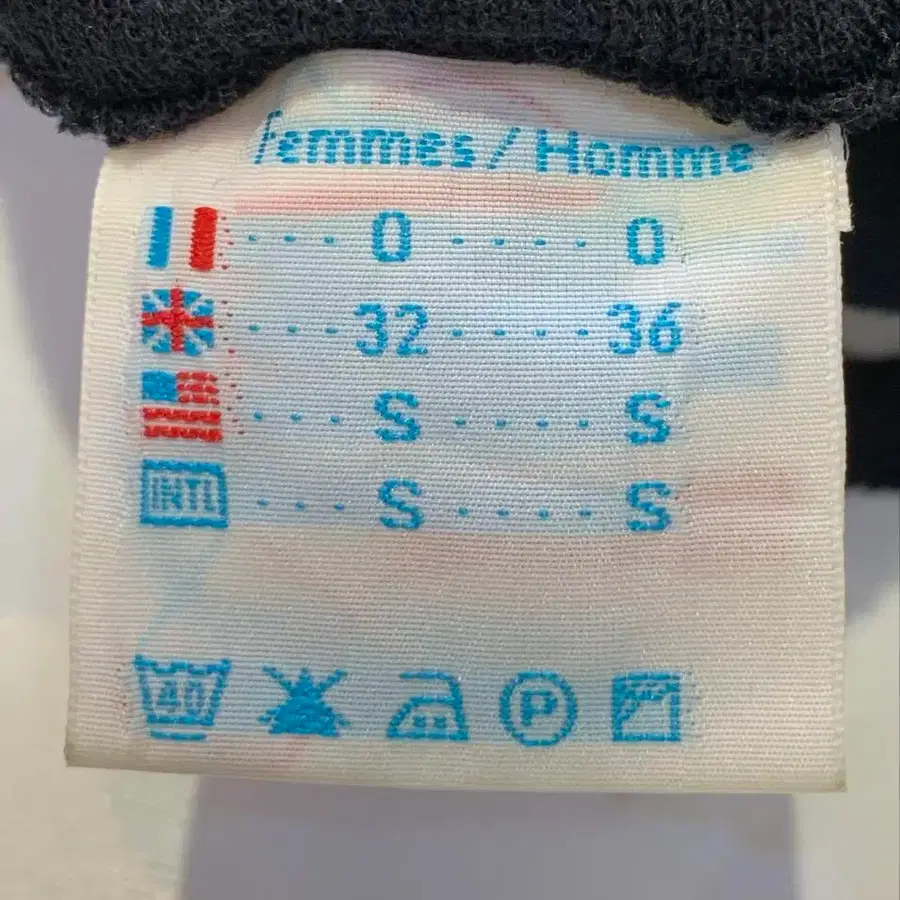 Femmes / Homme
0 0
32 36
S S
INTL S S
40 P